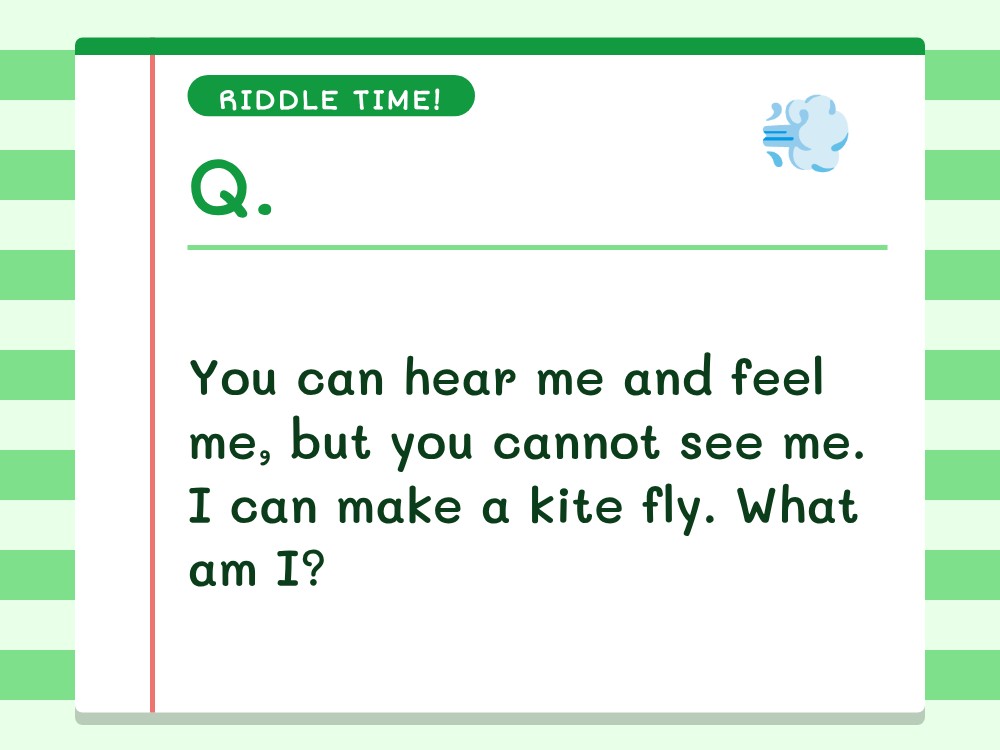 RIDDLE TIME!
Q.
You can hear me and feel
me, but you cannot see me.
I can make a kite fly. What
am I?